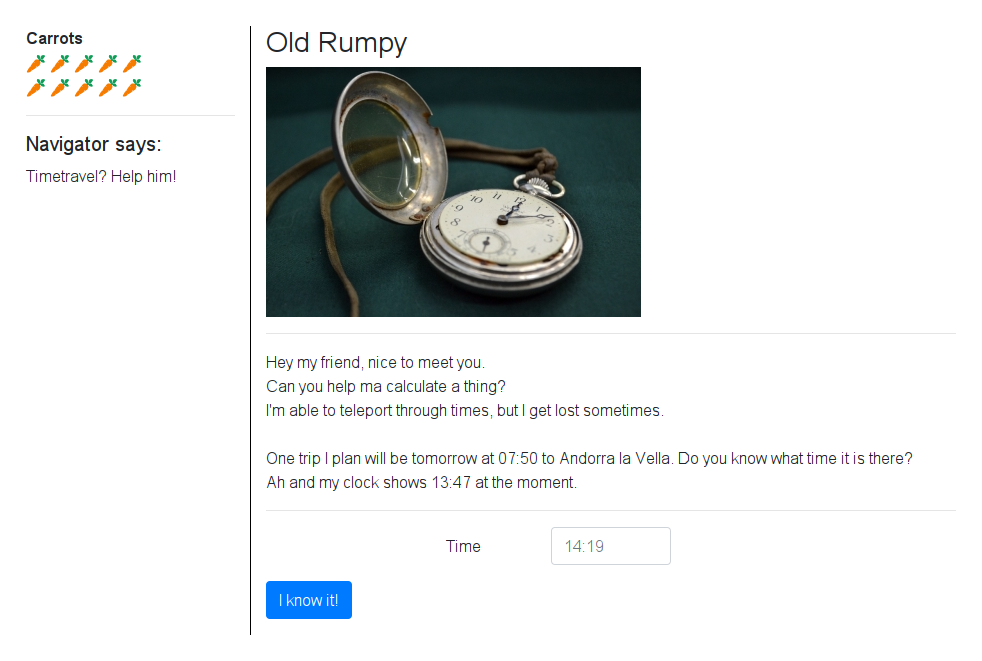 Carrots
Navigator says:
Timetravel? Help him!
Old Rumpy
Hey my friend, nice to meet you.
Can you help ma calculate a thing?
I'm able to teleport through times, but I get lost sometimes.
One trip I plan will be tomorrow at 07:50 to Andorra la Vella. Do you know what time it is there?
Ah and my clock shows 13:47 at the moment.
Time
14:19
I know it!